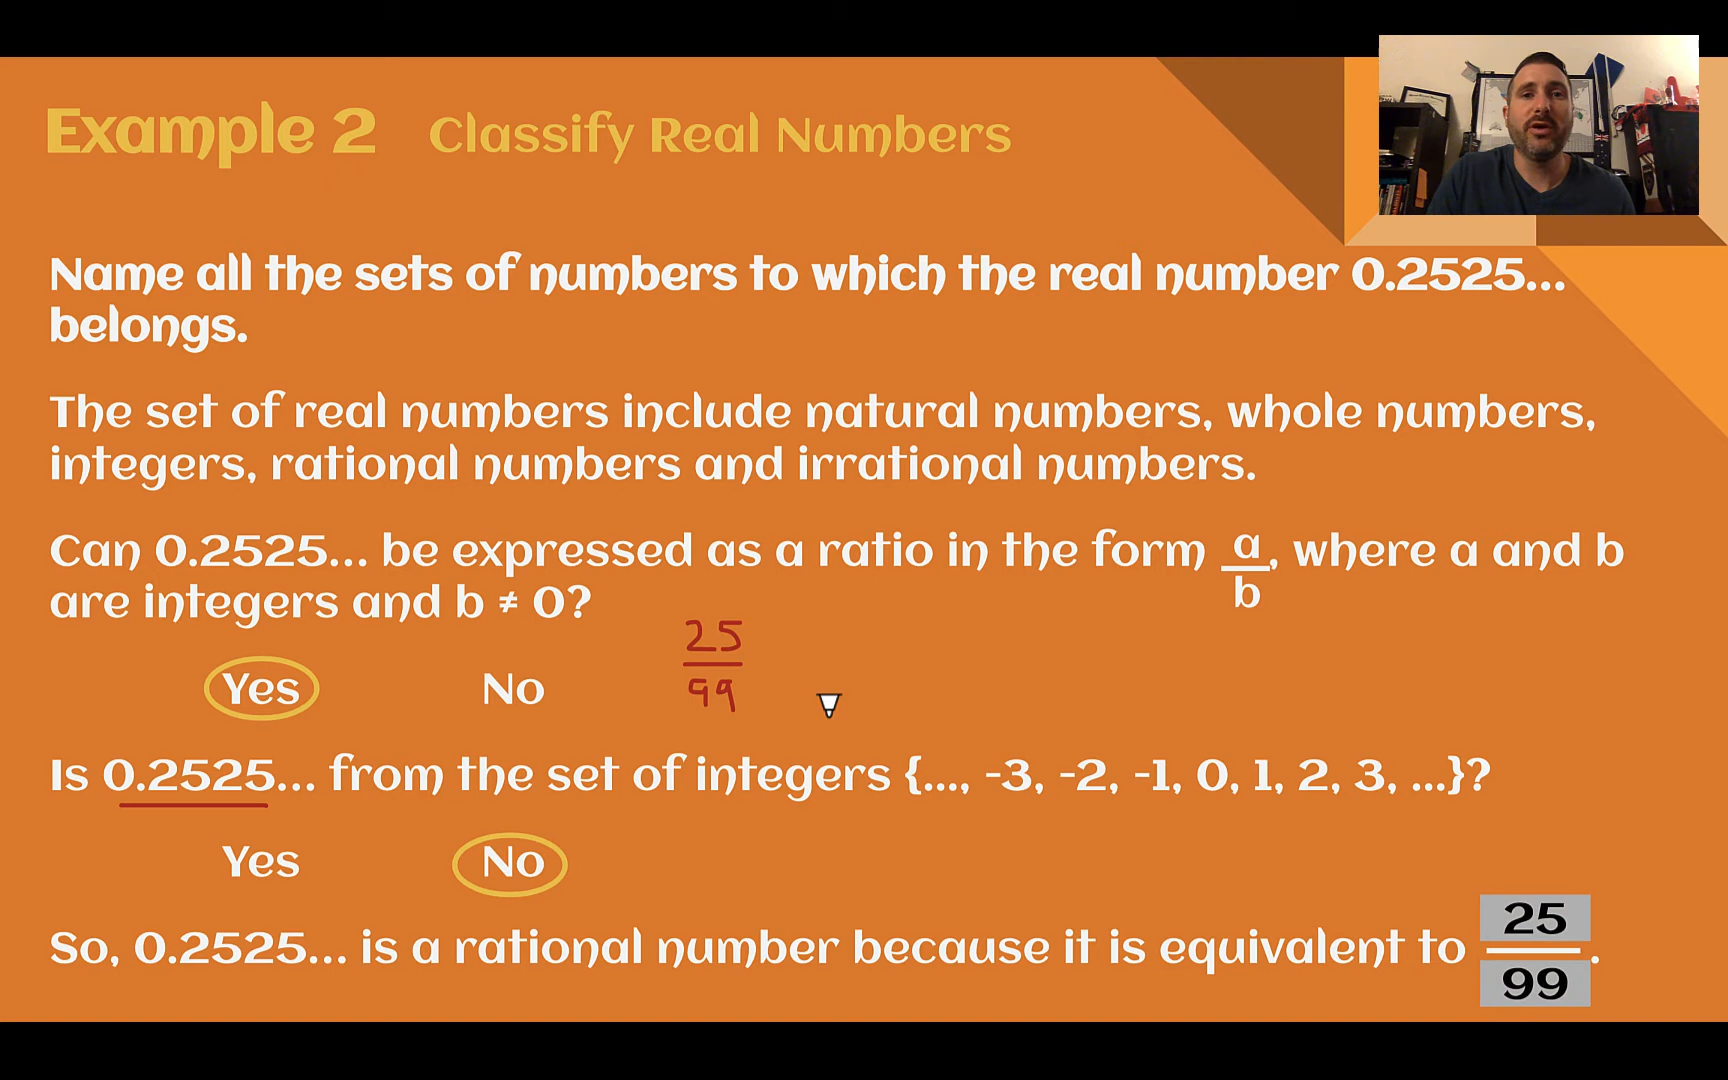 Example 2 Classify Real Numbers
Name all the sets of numbers to which the real number 0.2525...
belongs.
The set of real numbers include natural numbers, whole numbers,
integers, rational numbers and irrational numbers.
Can 0.2525... be expressed as a ratio in the form a/b, where a and b
are integers and b ≠ 0?
25
99
Yes No
Is 0.2525... from the set of integers {..., -3, -2, -1, 0, 1, 2, 3, ...}?
Yes No
So, 0.2525... is a rational number because it is equivalent to 25/99.